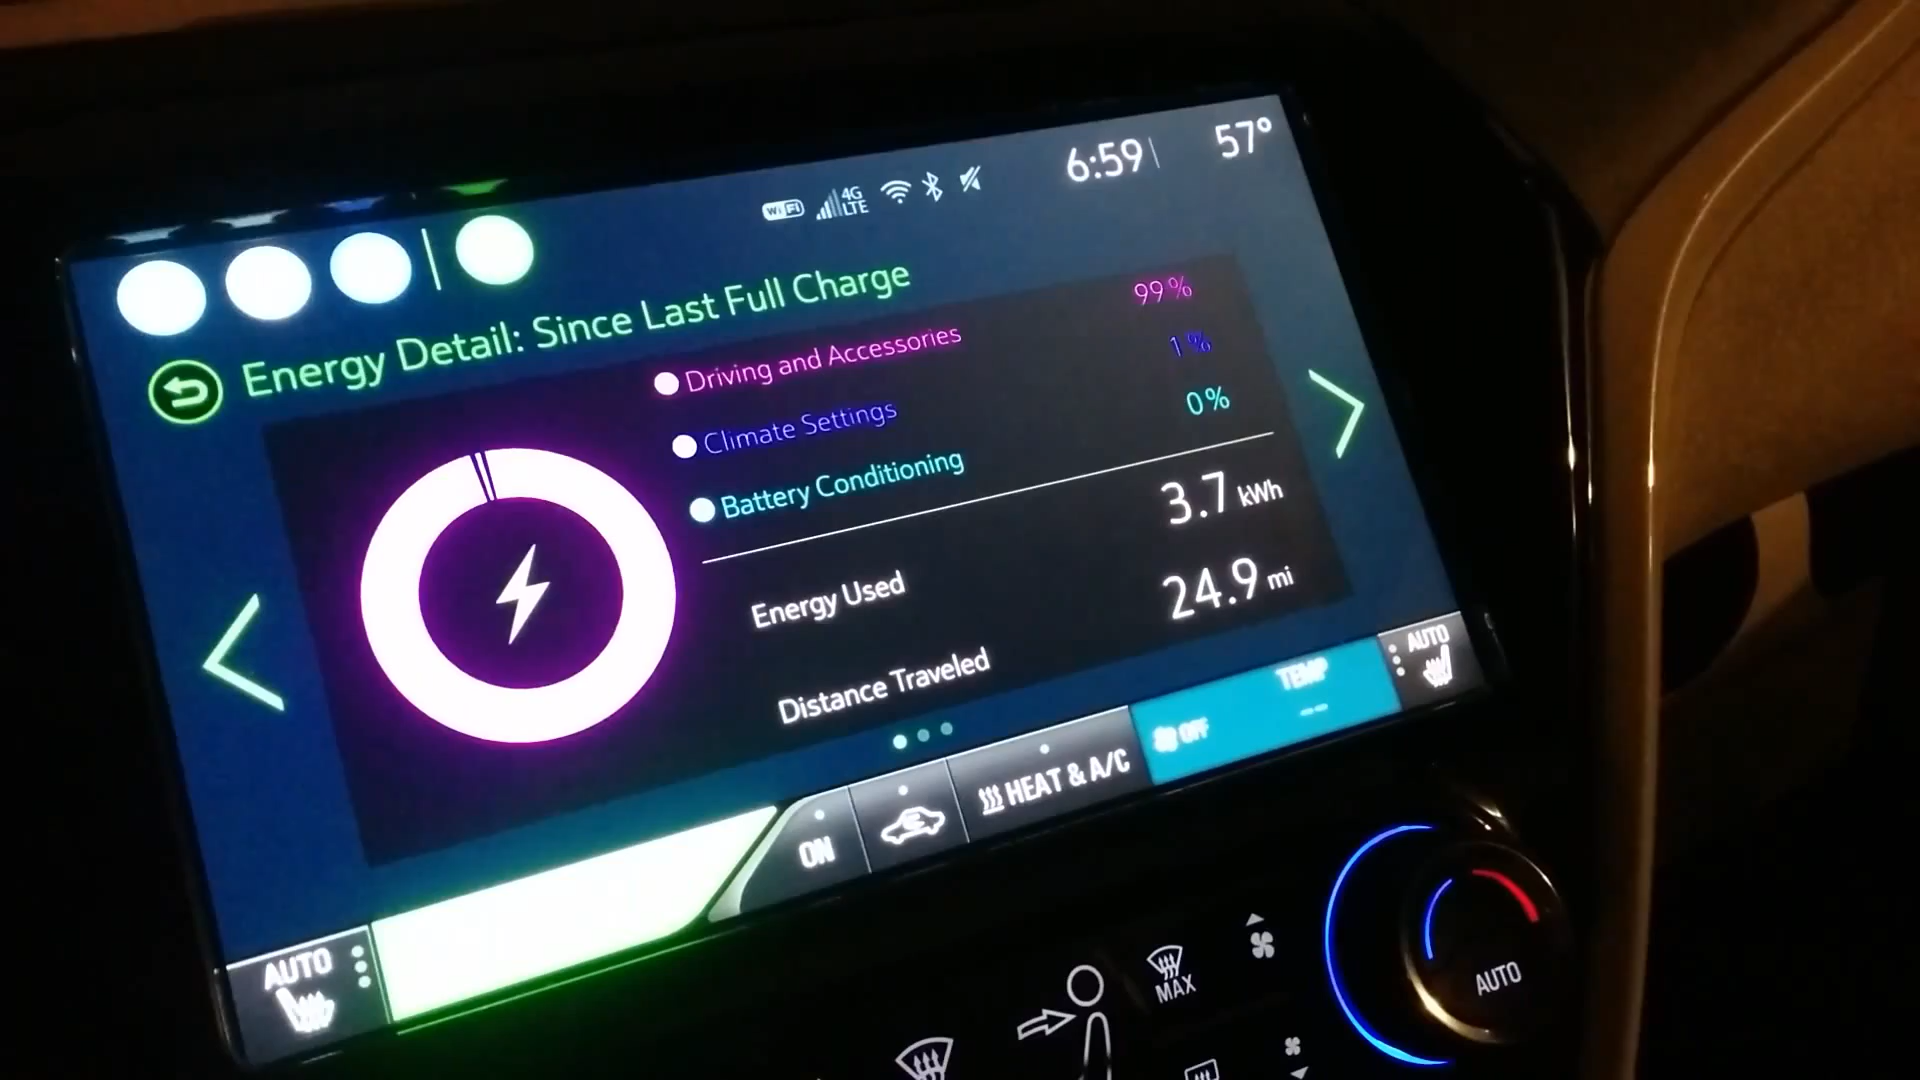 WiFi 4G LTE 6:59 57°
Energy Detail: Since Last Full Charge
Driving and Accessories 99%
Climate Settings 1%
Battery Conditioning 0%
Energy Used 3.7 kWh
Distance Traveled 24.9 mi
AUTO
ON
HEAT & A/C
OFF
TEMP
--
AUTO
MAX
AUTO